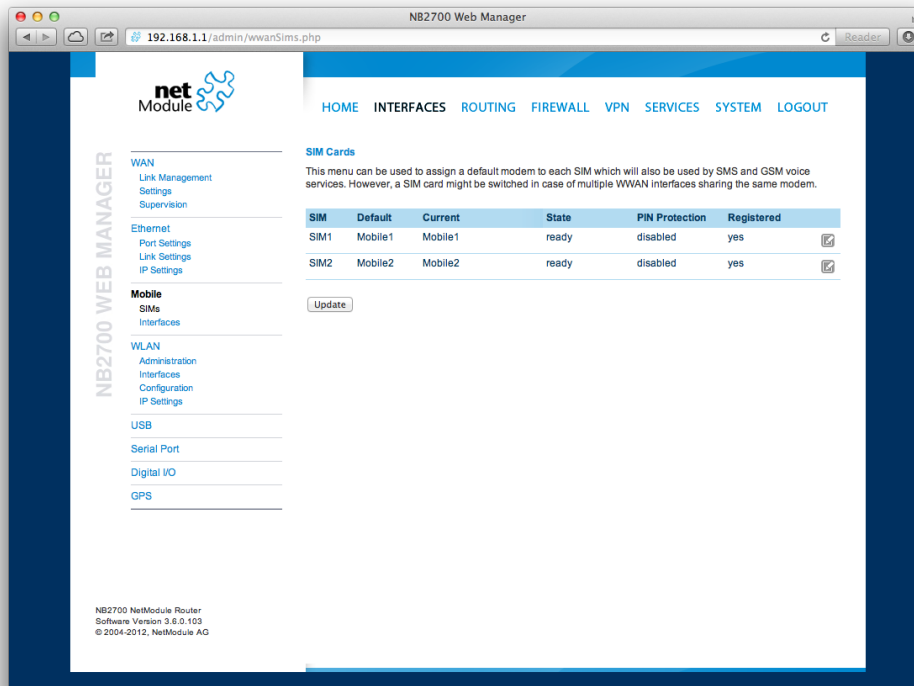 NB2700 Web Manager
192.168.1.1/admin/wwanSims.php
Reader
net
Module
HOME INTERFACES ROUTING FIREWALL VPN SERVICES SYSTEM LOGOUT
NB2700 WEB MANAGER
WAN
Link Management
Settings
Supervision
Ethernet
Port Settings
Link Settings
IP Settings
Mobile
SIMs
Interfaces
WLAN
Administration
Interfaces
Configuration
IP Settings
USB
Serial Port
Digital I/O
GPS
SIM Cards
This menu can be used to assign a default modem to each SIM which will also be used by SMS and GSM voice
services. However, a SIM card might be switched in case of multiple WWAN interfaces sharing the same modem.
SIM Default Current State PIN Protection Registered
SIM1 Mobile1 Mobile1 ready disabled yes
SIM2 Mobile2 Mobile2 ready disabled yes
Update
NB2700 NetModule Router
Software Version 3.6.0.103
© 2004-2012, NetModule AG